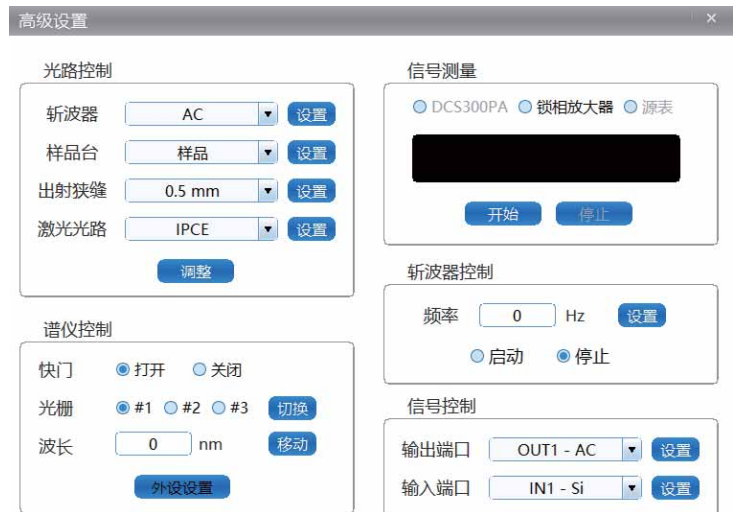 高级设置 ×
光路控制
斩波器 AC 设置
样品台 样品 设置
出射狭缝 0.5 mm 设置
激光光路 IPCE 设置
调整
谱仪控制
快门 打开 关闭
光栅 #1 #2 #3 切换
波长 0 nm 移动
外设设置
信号测量
DCS300PA 锁相放大器 源表
开始 停止
斩波器控制
频率 0 Hz 设置
启动 停止
信号控制
输出端口 OUT1 - AC 设置
输入端口 IN1 - Si 设置